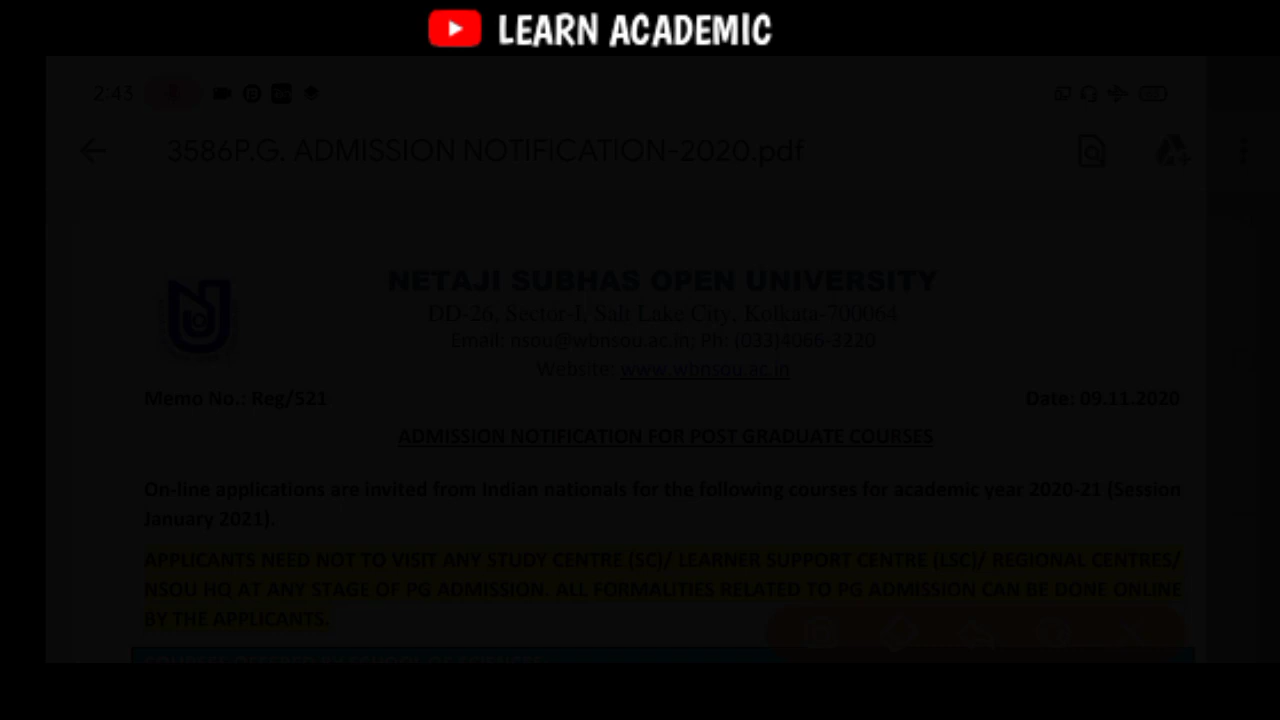 LEARN ACADEMIC
2:43
3586P.G. ADMISSION NOTIFICATION-2020.pdf
NETAJI SUBHAS OPEN UNIVERSITY
DD-26, Sector-I, Salt Lake City, Kolkata-700064
Email: nsou@wbnsou.ac.in; Ph: (033)4066-3220
Website: www.wbnsou.ac.in
Memo No.: Reg/521 Date: 09.11.2020
ADMISSION NOTIFICATION FOR POST GRADUATE COURSES
On-line applications are invited from Indian nationals for the following courses for academic year 2020-21 (Session
January 2021).
APPLICANTS NEED NOT TO VISIT ANY STUDY CENTRE (SC)/ LEARNER SUPPORT CENTRE (LSC)/ REGIONAL CENTRES/
NSOU HQ AT ANY STAGE OF PG ADMISSION. ALL FORMALITIES RELATED TO PG ADMISSION CAN BE DONE ONLINE
BY THE APPLICANTS.